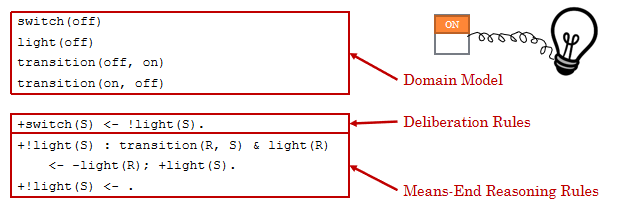 switch(off)
light(off)
transition(off, on)
transition(on, off)
ON
Domain Model
+switch(S) <- !light(S).
Deliberation Rules
+!light(S) : transition(R, S) & light(R)
<- -light(R); +light(S).
+!light(S) <- .
Means-End Reasoning Rules